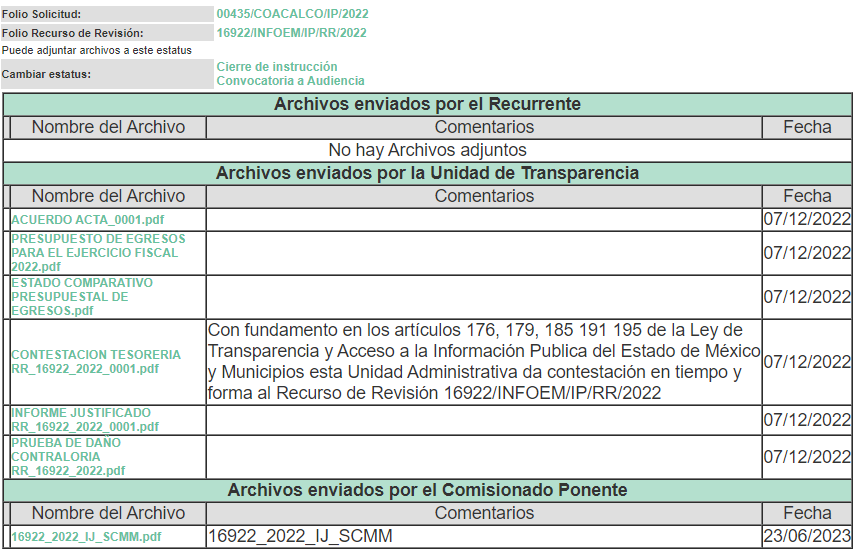 Folio Solicitud: 00435/COACALCO/IP/2022
Folio Recurso de Revisión: 16922/INFOEM/IP/RR/2022
Puede adjuntar archivos a este estatus
Cambiar estatus: Cierre de instrucción
Convocatoria a Audiencia
Archivos enviados por el Recurrente
Nombre del Archivo Comentarios Fecha
No hay Archivos adjuntos
Archivos enviados por la Unidad de Transparencia
Nombre del Archivo Comentarios Fecha
ACUERDO ACTA_0001.pdf 07/12/2022
PRESUPUESTO DE EGRESOS
PARA EL EJERCICIO FISCAL
2022.pdf
07/12/2022
ESTADO COMPARATIVO
PRESUPUESTAL DE
EGRESOS.pdf
07/12/2022
CONTESTACION TESORERIA
RR_16922_2022_0001.pdf
Con fundamento en los artículos 176, 179, 185 191 195 de la Ley de
Transparencia y Acceso a la Información Publica del Estado de México
y Municipios esta Unidad Administrativa da contestación en tiempo y
forma al Recurso de Revisión 16922/INFOEM/IP/RR/2022
07/12/2022
INFORME JUSTIFICADO
RR_16922_2022_0001.pdf
07/12/2022
PRUEBA DE DAÑO
CONTRALORIA
RR_16922_2022.pdf
07/12/2022
Archivos enviados por el Comisionado Ponente
Nombre del Archivo Comentarios Fecha
16922_2022_IJ_SCMM.pdf 16922_2022_IJ_SCMM 23/06/2023